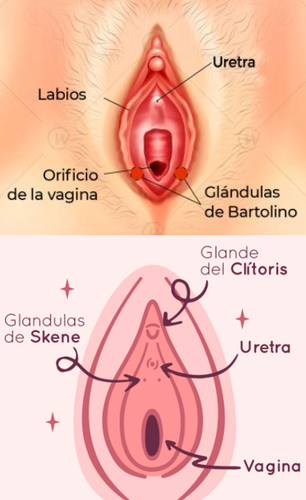 Uretra
Labios
Orificio
de la vagina
Glándulas
de Bartolino
Glande
del Clítoris
Glandulas
de Skene
Uretra
Vagina